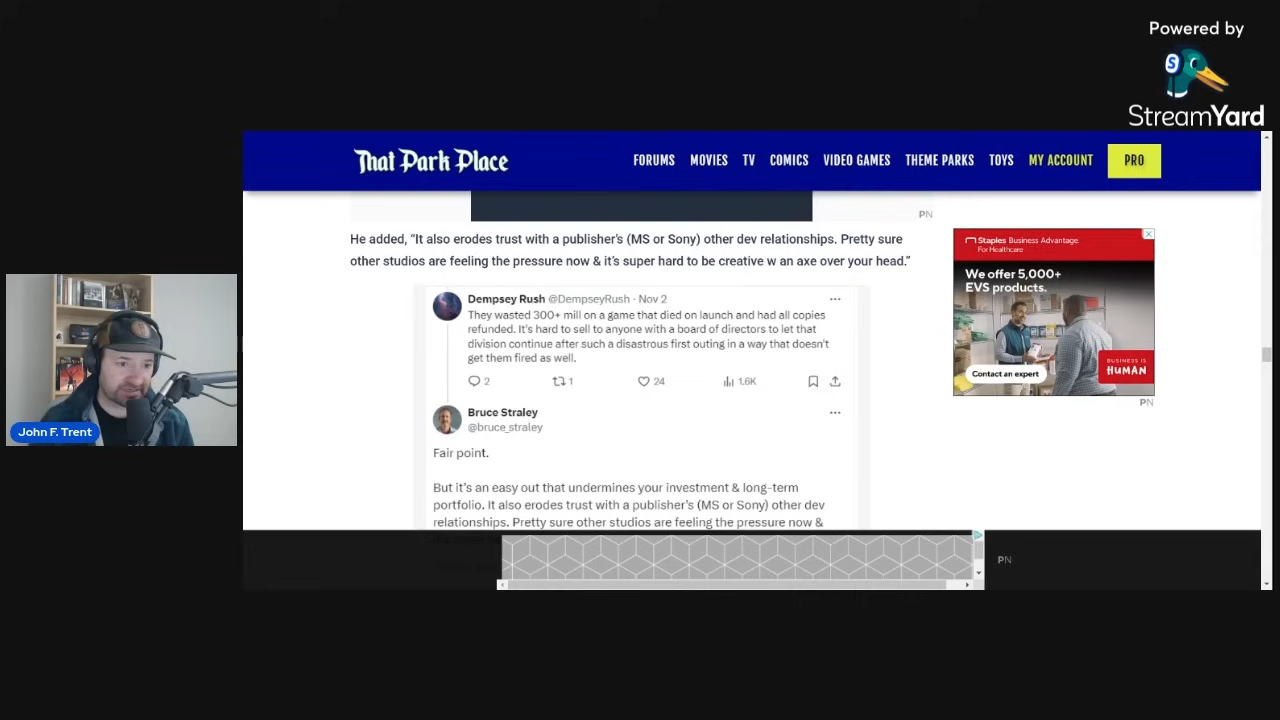 Powered by
S
StreamYard
That Park Place
FORUMS MOVIES TV COMICS VIDEO GAMES THEME PARKS TOYS MY ACCOUNT PRO
PN
He added, “It also erodes trust with a publisher’s (MS or Sony) other dev relationships. Pretty sure
other studios are feeling the pressure now & it’s super hard to be creative w an axe over your head.”
Dempsey Rush @DempseyRush · Nov 2
They wasted 300+ mill on a game that died on launch and had all copies
refunded. It's hard to sell to anyone with a board of directors to let that
division continue after such a disastrous first outing in a way that doesn't
get them fired as well.
2 1 24 1.6K
Bruce Straley
@bruce_straley
Fair point.
But it's an easy out that undermines your investment & long-term
portfolio. It also erodes trust with a publisher's (MS or Sony) other dev
relationships. Pretty sure other studios are feeling the pressure now &
Staples Business Advantage.
For Healthcare
We offer 5,000+
EVS products.
Contact an expert
BUSINESS IS
HUMAN
PN
John F. Trent
PN